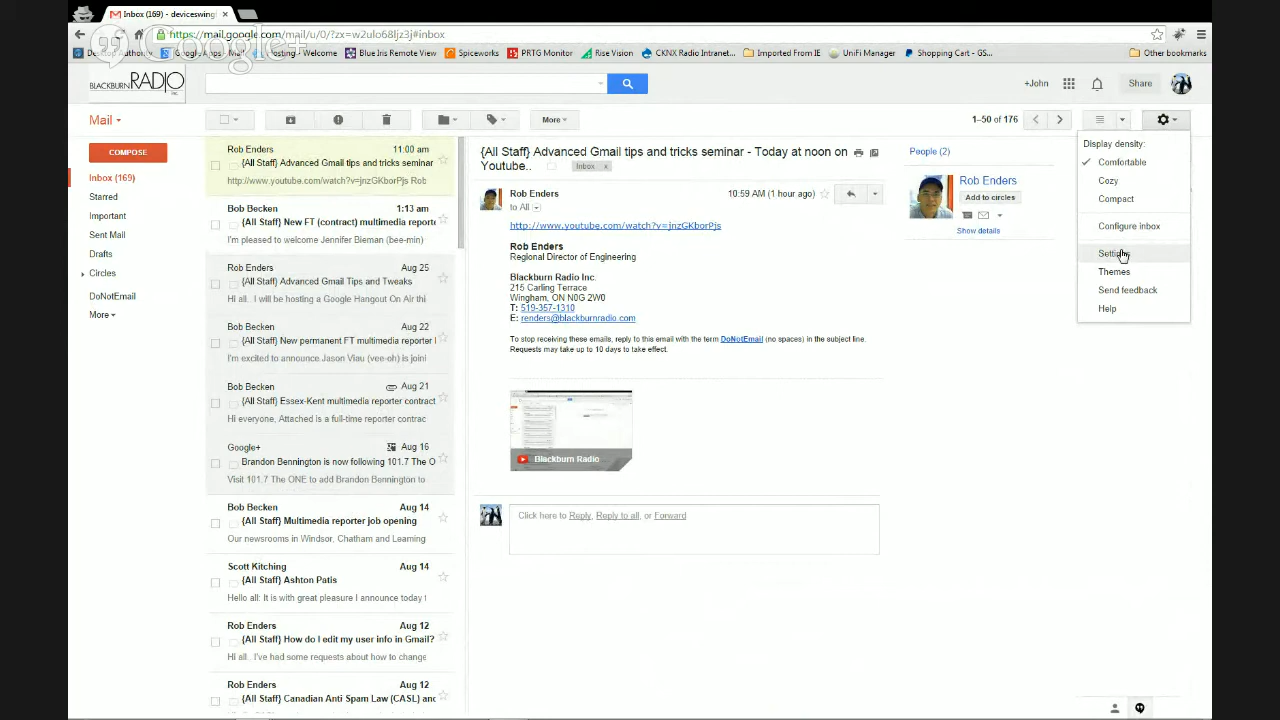 Inbox (169) - deviceswingl
https://mail.google.com/mail/u/0/?zx=w2ulo68ljz3j#inbox
Google+
Hosting - Welcome
Blue Iris Remote View
Spiceworks
PRTG Monitor
Rise Vision
CKNX Radio Intranet...
Imported From IE
UniFi Manager
Shopping Cart - GS...
Other bookmarks
BLACKBURN RADIO INC.
+John
Share
Mail
More
1–50 of 176
COMPOSE
Inbox (169)
Starred
Important
Sent Mail
Drafts
Circles
DoNotEmail
More
Rob Enders 11:00 am
{All Staff} Advanced Gmail tips and tricks seminar
http://www.youtube.com/watch?v=jnzGKborPjs Rob
Bob Becken 1:13 am
{All Staff} New FT (contract) multimedia reporte
I'm pleased to welcome Jennifer Bieman (bee-min)
Rob Enders Aug 25
{All Staff} Advanced Gmail Tips and Tweaks
Hi all.. I will be hosting a Google Hangout On Air thi
Bob Becken Aug 22
{All Staff} New permanent FT multimedia reporter l
I'm excited to announce Jason Viau (vee-oh) is joini
Bob Becken Aug 21
{All Staff} Essex-Kent multimedia reporter contract
Hi everyone, Attached is a full-time reporter contrac
Google+ Aug 16
Brandon Bennington is now following 101.7 The O
Visit 101.7 The ONE to add Brandon Bennington to
Bob Becken Aug 14
{All Staff} Multimedia reporter job opening
Our newsrooms in Windsor, Chatham and Leaming
Scott Kitching Aug 14
{All Staff} Ashton Patis
Hello all: It is with great pleasure I announce today t
Rob Enders Aug 12
{All Staff} How do I edit my user info in Gmail?
Hi all.. I've had some requests about how to change
Rob Enders Aug 12
{All Staff} Canadian Anti Spam Law (CASL) and
{All Staff} Advanced Gmail tips and tricks seminar - Today at noon on
Youtube.. Inbox x
Rob Enders 10:59 AM (1 hour ago)
to All
http://www.youtube.com/watch?v=jnzGKborPjs
Rob Enders
Regional Director of Engineering
Blackburn Radio Inc.
215 Carling Terrace
Wingham, ON N0G 2W0
T: 519-357-1310
E: renders@blackburnradio.com
To stop receiving these emails, reply to this email with the term DoNotEmail (no spaces) in the subject line.
Requests may take up to 10 days to take effect.
Blackburn Radio
Click here to Reply, Reply to all, or Forward
People (2)
Rob Enders
Add to circles
Show details
Display density:
Comfortable
Cozy
Compact
Configure inbox
Settings
Themes
Send feedback
Help